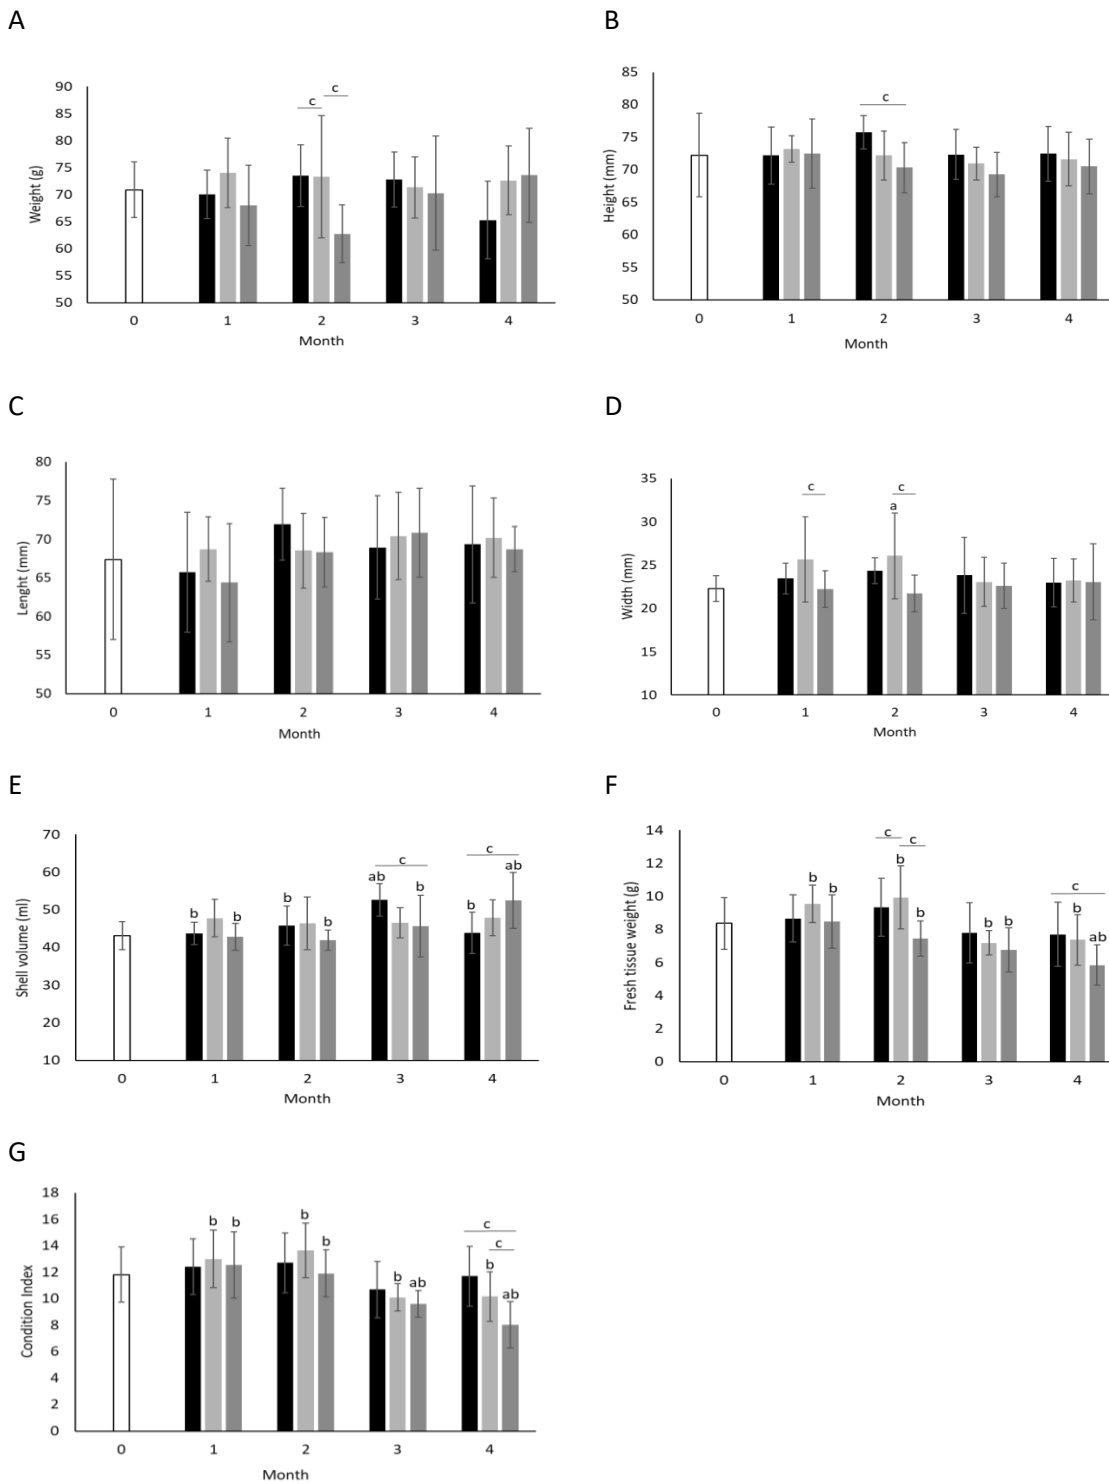 A
B
90
85
80
75
70
65
60
55
50
Weight (g)
c
c
0 1 2 3 4
Month
85
80
75
70
65
60
55
50
Height (mm)
c
0 1 2 3 4
Month
C
D
80
75
70
65
60
55
50
Lenght (mm)
0 1 2 3 4
Month
35
30
25
20
15
10
Width (mm)
c
c
a
0 1 2 3 4
Month
E
F
70
60
50
40
30
20
10
Shell volume (ml)
c
c
ab ab
b b b b b b
0 1 2 3 4
Month
14
12
10
8
6
4
2
0
Fresh tissue weight (g)
c
c
c
b b b b b b b ab
0 1 2 3 4
Month
G
18
16
14
12
10
8
6
4
2
0
Condition Index
c
c
b b b b b ab b ab
0 1 2 3 4
Month